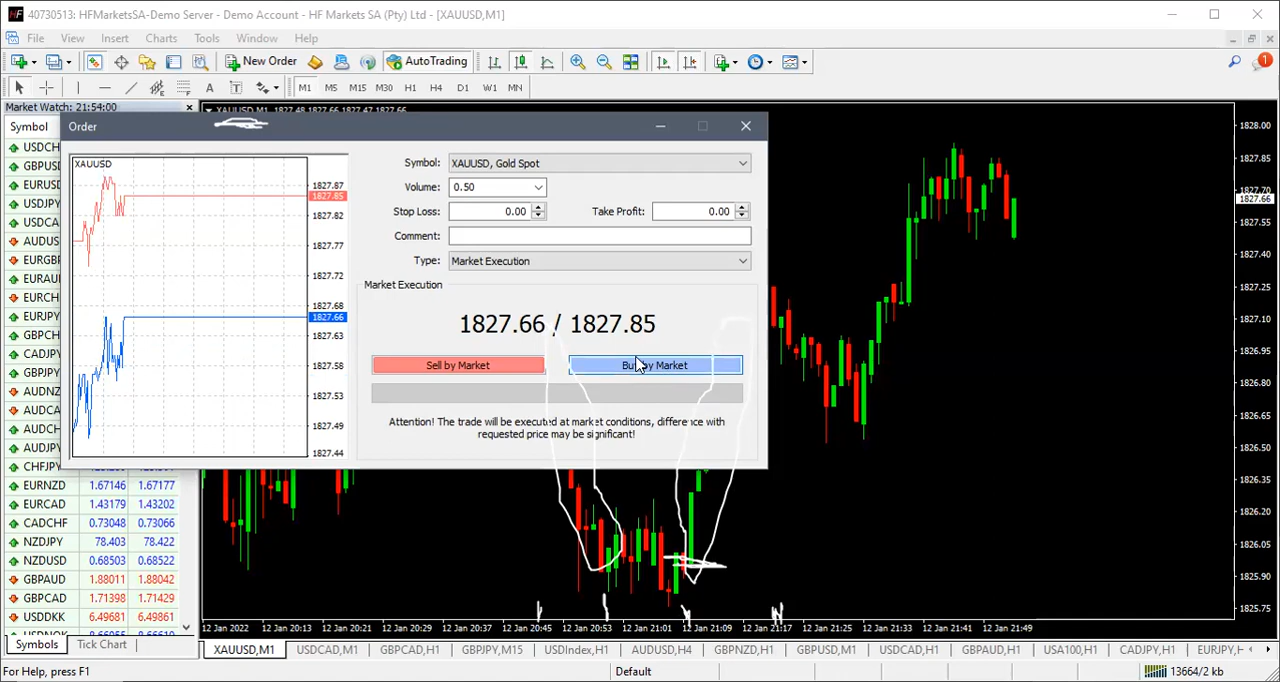 40730513: HFMarketsSA-Demo Server - Demo Account - HF Markets SA (Pty) Ltd - [XAUUSD,M1]
File View Insert Charts Tools Window Help
New Order AutoTrading
M1 M5 M15 M30 H1 H4 D1 W1 MN
Market Watch: 21:54:00
XAUUSD,M1 1827.48 1827.66 1827.47 1827.66
Symbol
USDCH
GBPUS
EURUS
USDJP
USDCA
AUDUS
EURGB
EURAU
EURCH
EURJP
GBPCH
CADJP
GBPJP
AUDNZ
AUDCA
AUDCH
AUDJP
CHFJP
EURNZD 1.67146 1.67177
EURCAD 1.43179 1.43202
CADCHF 0.73048 0.73066
NZDJPY 78.403 78.422
NZDUSD 0.68503 0.68522
GBPAUD 1.88011 1.88042
GBPCAD 1.71398 1.71429
USDDKK 6.49681 6.49861
Symbols Tick Chart
Order
XAUUSD
1827.87
1827.85
1827.82
1827.77
1827.72
1827.68
1827.66
1827.63
1827.58
1827.53
1827.49
1827.44
Symbol: XAUUSD, Gold Spot
Volume: 0.50
Stop Loss: 0.00 Take Profit: 0.00
Comment:
Type: Market Execution
Market Execution
1827.66 / 1827.85
Sell by Market Buy by Market
Attention! The trade will be executed at market conditions, difference with
requested price may be significant!
1828.00
1827.85
1827.70
1827.66
1827.55
1827.40
1827.25
1827.10
1826.95
1826.80
1826.65
1826.50
1826.35
1826.20
1826.05
1825.90
1825.75
12 Jan 2022 12 Jan 20:13 12 Jan 20:21 12 Jan 20:29 12 Jan 20:37 12 Jan 20:45 12 Jan 20:53 12 Jan 21:01 12 Jan 21:09 12 Jan 21:17 12 Jan 21:25 12 Jan 21:33 12 Jan 21:41 12 Jan 21:49
XAUUSD,M1 USDCAD,M1 GBPCAD,H1 GBPJPY,M15 USDIndex,H1 AUDUSD,H4 GBPNZD,H1 GBPUSD,M1 USDCAD,H1 GBPAUD,H1 USA100,H1 CADJPY,H1 EURJPY,H
For Help, press F1 Default 13664/2 kb